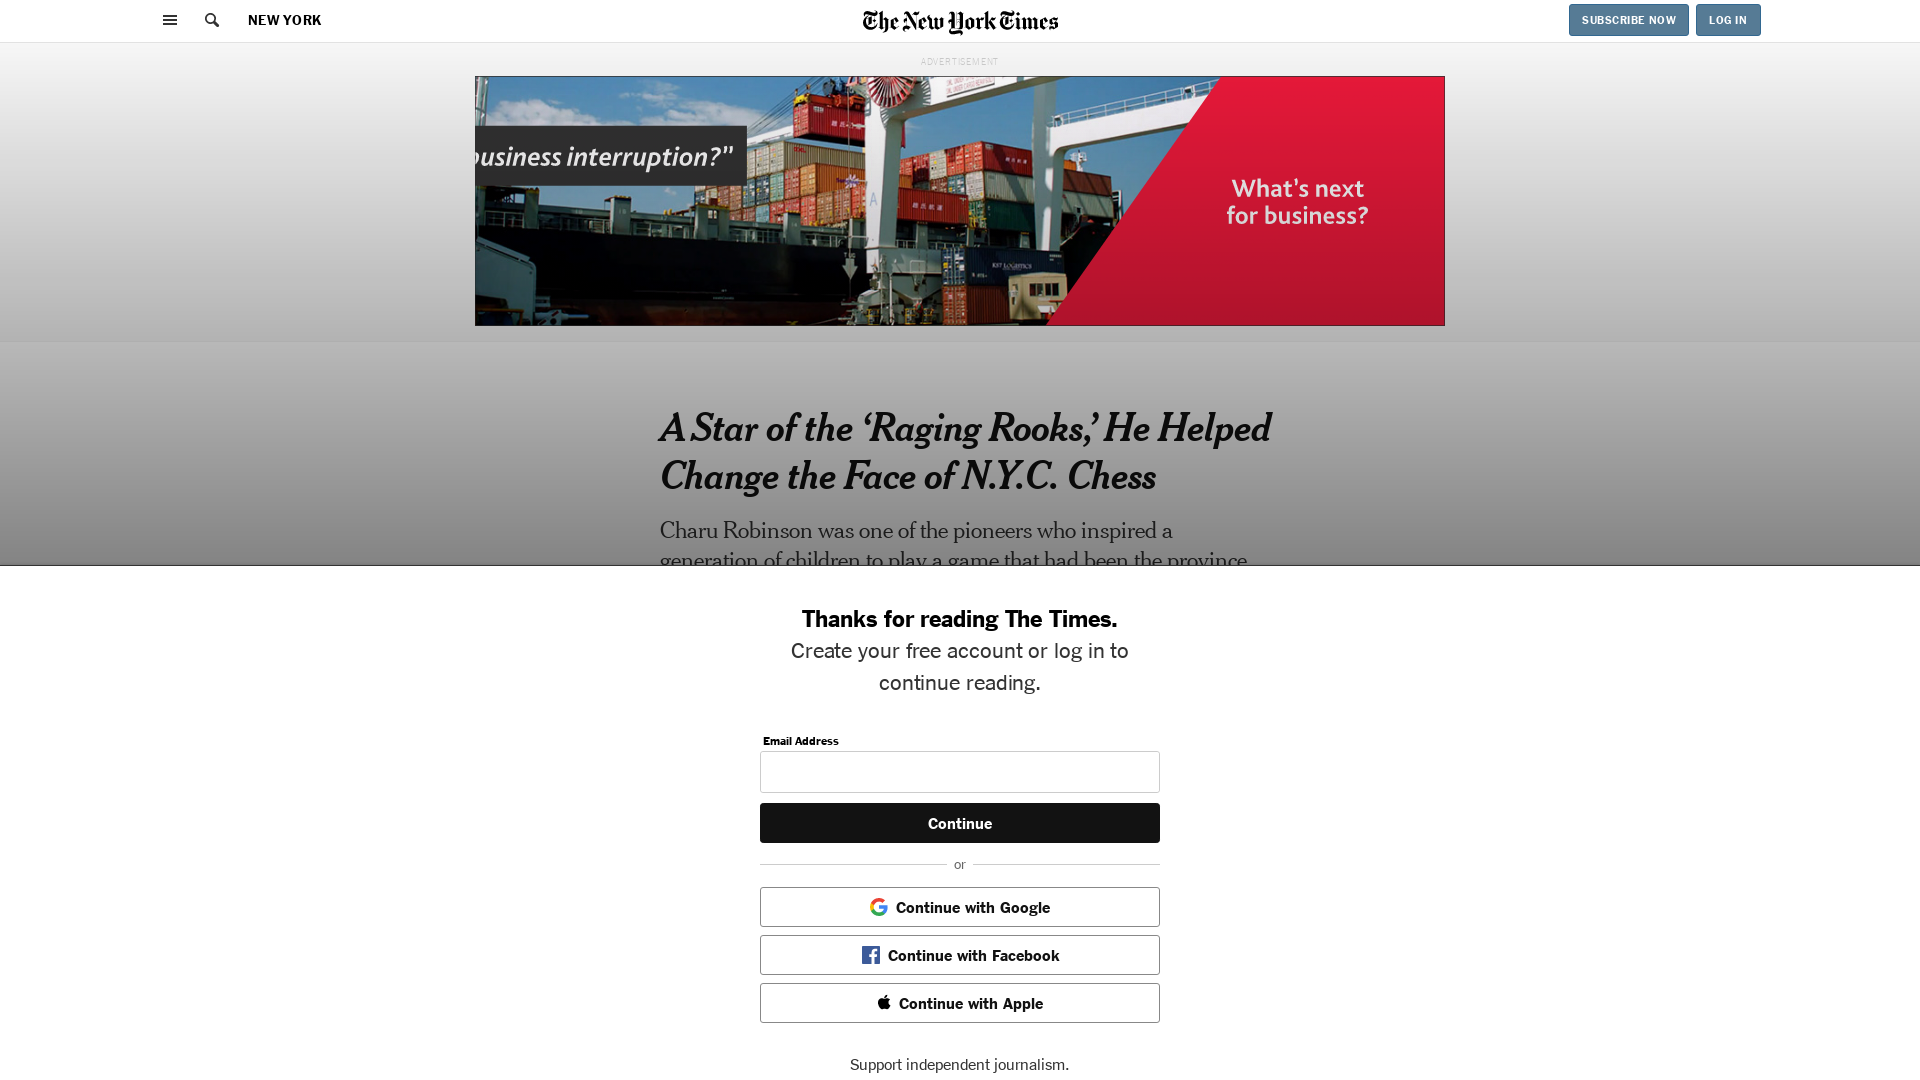 NEW YORK
The New York Times
SUBSCRIBE NOW
LOG IN
ADVERTISEMENT
business interruption?”
What’s next
for business?
KST LOGISTICS
A Star of the ‘Raging Rooks,’ He Helped
Change the Face of N.Y.C. Chess
Charu Robinson was one of the pioneers who inspired a
generation of children to play a game that had been the province
Thanks for reading The Times.
Create your free account or log in to
continue reading.
Email Address
Continue
or
Continue with Google
Continue with Facebook
Continue with Apple
Support independent journalism.